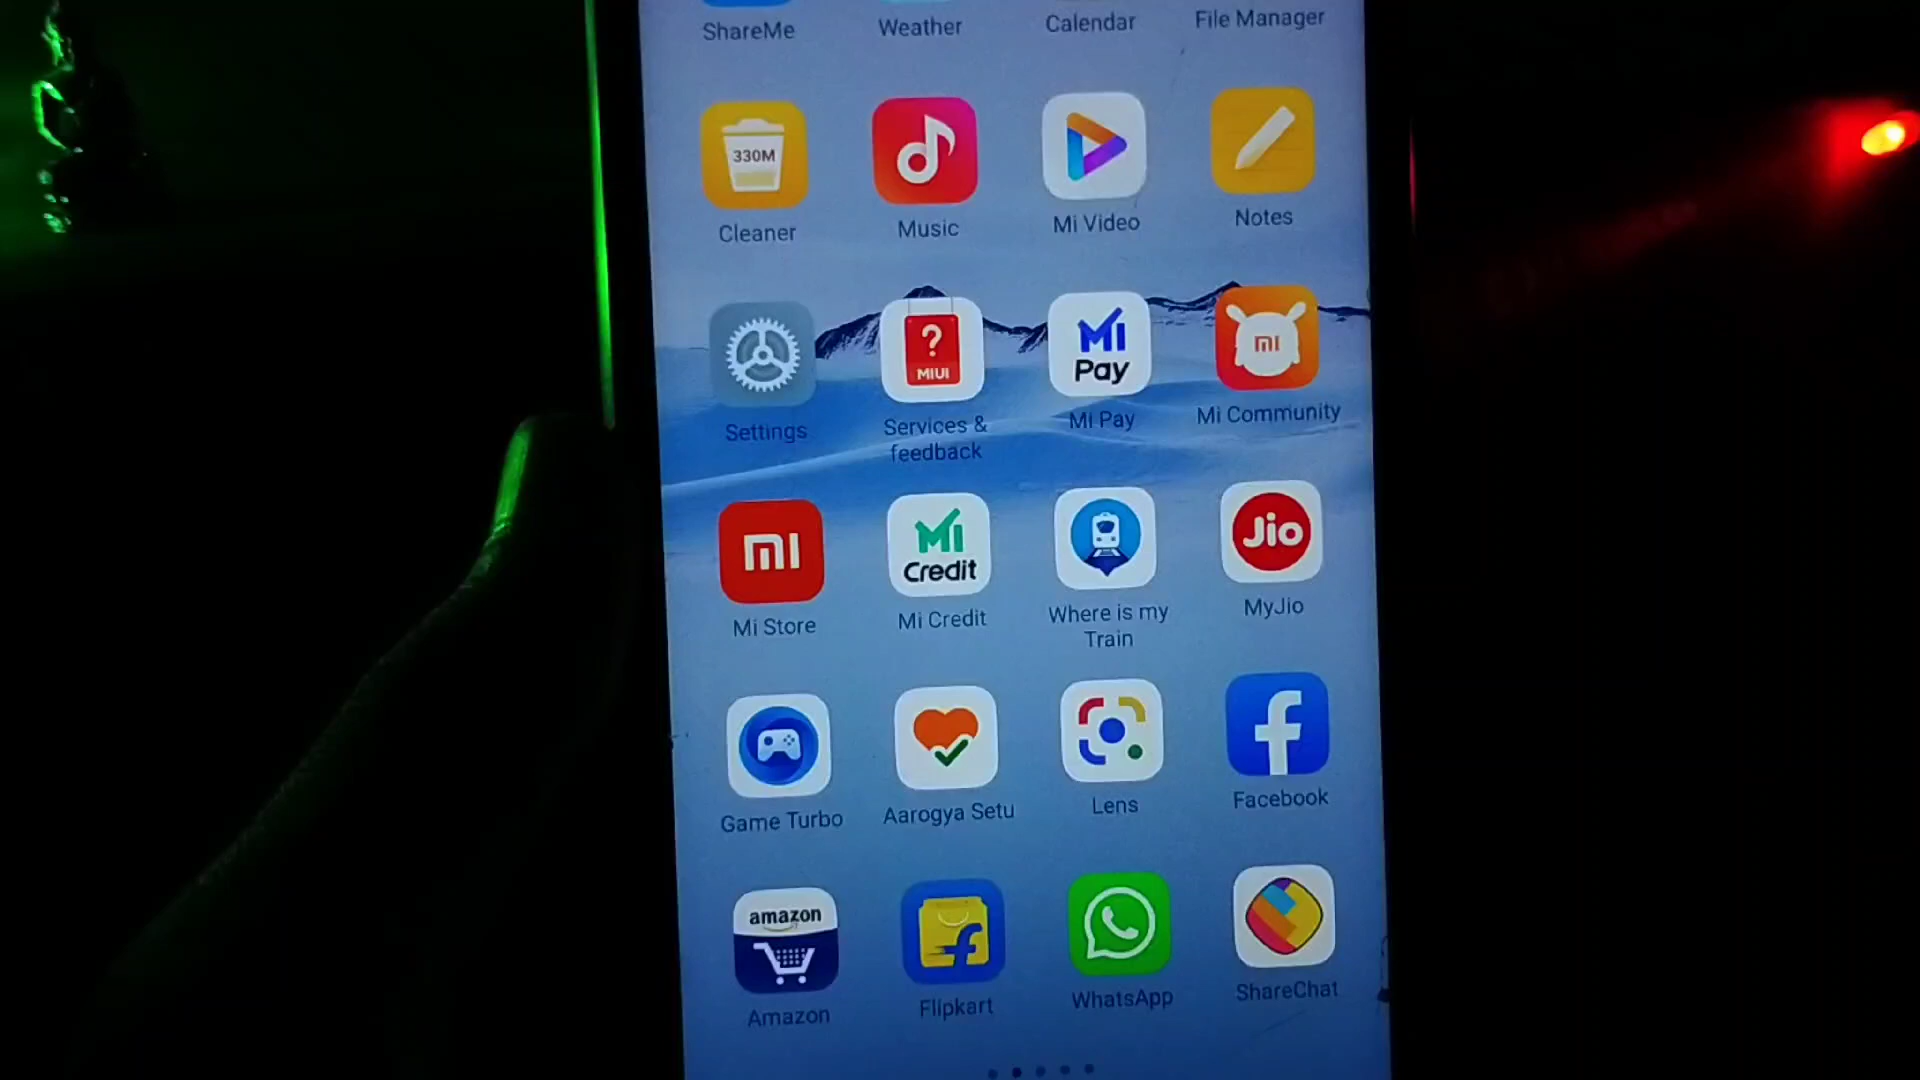 ShareMe
Weather
Calendar
File Manager
330M
Cleaner
Music
Mi Video
Notes
?
MIUI
MI
Pay
mi
Settings
Services &
feedback
Mi Pay
Mi Community
mi
MI
Credit
Jio
Mi Store
Mi Credit
Where is my
Train
MyJio
f
Game Turbo
Aarogya Setu
Lens
Facebook
amazon
f
Amazon
Flipkart
WhatsApp
ShareChat